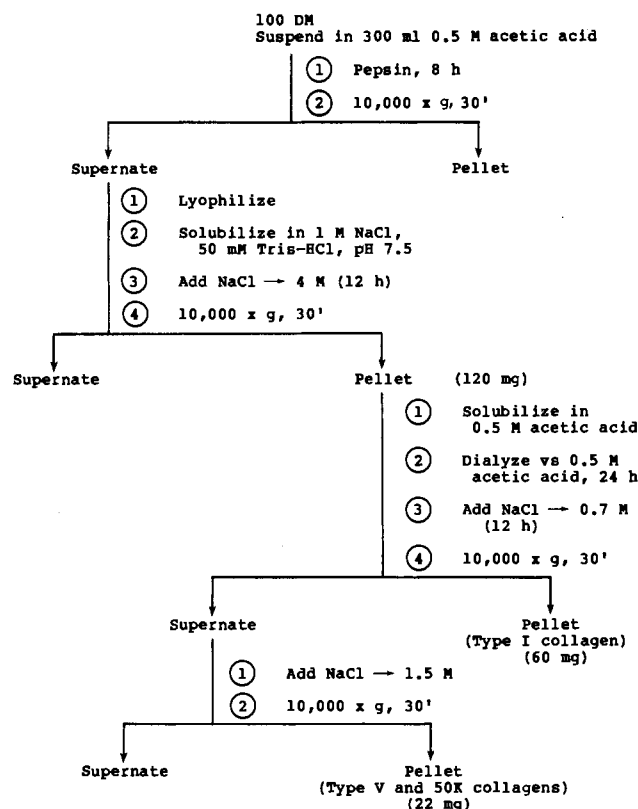 100 DM
Suspend in 300 ml 0.5 M acetic acid
1 Pepsin, 8 h
2 10,000 x g, 30'
Supernate Pellet
1 Lyophilize
2 Solubilize in 1 M NaCl,
50 mM Tris-HCl, pH 7.5
3 Add NaCl → 4 M (12 h)
4 10,000 x g, 30'
Supernate Pellet (120 mg)
1 Solubilize in
0.5 M acetic acid
2 Dialyze vs 0.5 M
acetic acid, 24 h
3 Add NaCl → 0.7 M
(12 h)
4 10,000 x g, 30'
Supernate Pellet
(Type I collagen)
(60 mg)
1 Add NaCl → 1.5 M
2 10,000 x g, 30'
Supernate Pellet
(Type V and 50K collagens)
(22 mg)